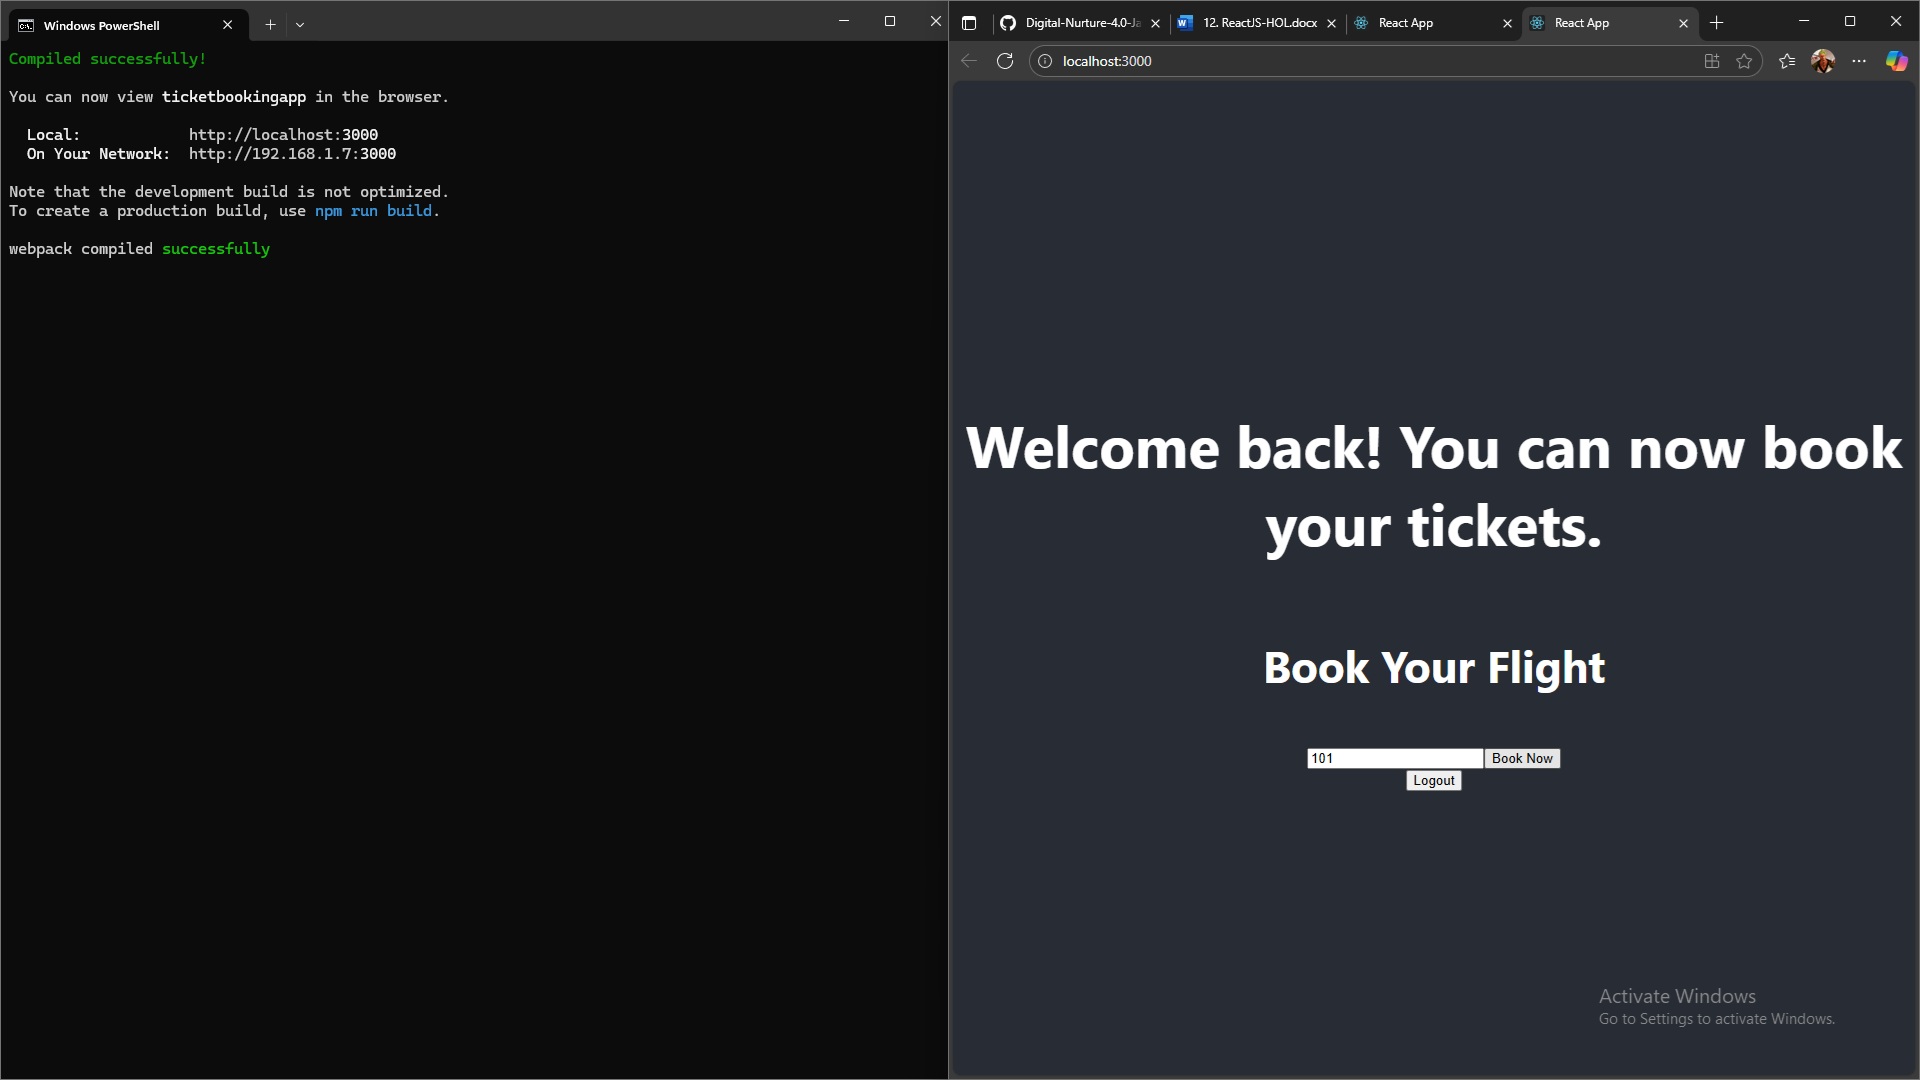 Windows PowerShell
Compiled successfully!
You can now view ticketbookingapp in the browser.
Local: http://localhost:3000
On Your Network: http://192.168.1.7:3000
Note that the development build is not optimized.
To create a production build, use npm run build.
webpack compiled successfully
Digital-Nurture-4.0-Ja
12. ReactJS-HOL.docx
React App
React App
localhost:3000
Welcome back! You can now book
your tickets.
Book Your Flight
101
Book Now
Logout
Activate Windows
Go to Settings to activate Windows.